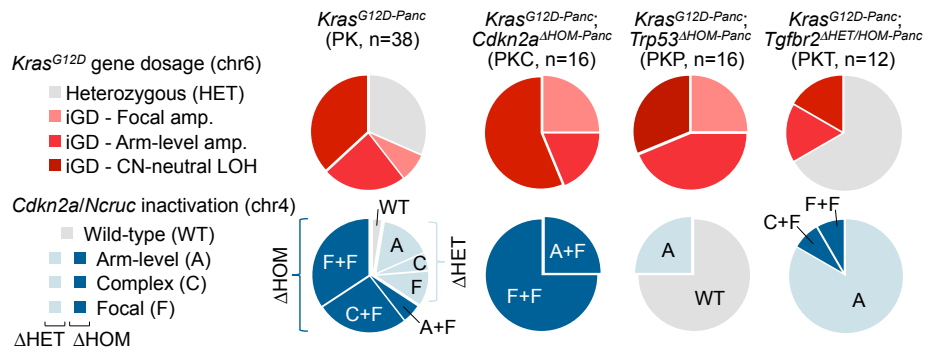 Kras^G12D-Panc
(PK, n=38)
Kras^G12D-Panc;
Cdkn2a^ΔHOM-Panc
(PKC, n=16)
Kras^G12D-Panc;
Trp53^ΔHOM-Panc
(PKP, n=16)
Kras^G12D-Panc;
Tgfbr2^ΔHET/HOM-Panc
(PKT, n=12)
Kras^G12D gene dosage (chr6)
Heterozygous (HET)
iGD - Focal amp.
iGD - Arm-level amp.
iGD - CN-neutral LOH
Cdkn2a/Ncruc inactivation (chr4)
Wild-type (WT)
Arm-level (A)
Complex (C)
Focal (F)
ΔHET ΔHOM
ΔHOM
WT
A
C
F
A+F
C+F
F+F
ΔHET
A+F
F+F
A
WT
C+F
F+F
A